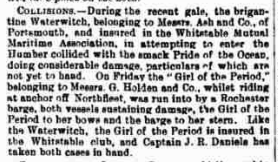 COLLISIONS.—During the recent gale, the brigan-
tine Waterwitch, belonging to Messrs. Ash and Co., of
Portsmouth, and insured in the Whitstable Mutual
Maritime Association, in attempting to enter the
Humber collided with the smack Pride of the Ocean,
doing considerable damage, particulars of which are
not yet to hand. On Friday the "Girl of the Period,"
belonging to Messrs. G. Holden and Co., whilst riding
at anchor off Northfleet, was run into by a Rochester
barge, both vessels sustaining damage, the Girl of the
Period to her bows and the barge to her stern. Like
the Waterwitch, the Girl of the Period is insured in
the Whitstable club, and Captain J. R. Daniels has
taken both cases in hand.